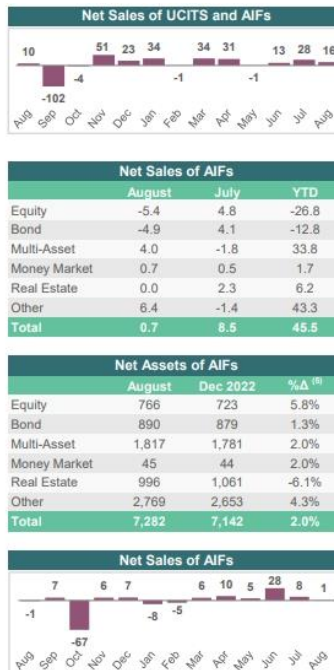 Net Sales of UCITS and AIFs
10 -102 -4 51 23 34 -1 34 31 -1 13 28 16
Aug Sep Oct Nov Dec Jan Feb Mar Apr May Jun Jul Aug
Net Sales of AIFs
August July YTD
Equity -5.4 4.8 -26.8
Bond -4.9 4.1 -12.8
Multi-Asset 4.0 -1.8 33.8
Money Market 0.7 0.5 1.7
Real Estate 0.0 2.3 6.2
Other 6.4 -1.4 43.3
Total 0.7 8.5 45.5
Net Assets of AIFs
August Dec 2022 %Δ (6)
Equity 766 723 5.8%
Bond 890 879 1.3%
Multi-Asset 1,817 1,781 2.0%
Money Market 45 44 2.0%
Real Estate 996 1,061 -6.1%
Other 2,769 2,653 4.3%
Total 7,282 7,142 2.0%
Net Sales of AIFs
-1 7 -67 6 7 -8 -5 6 10 5 28 8 1
Aug Sep Oct Nov Dec Jan Feb Mar Apr May Jun Jul Aug